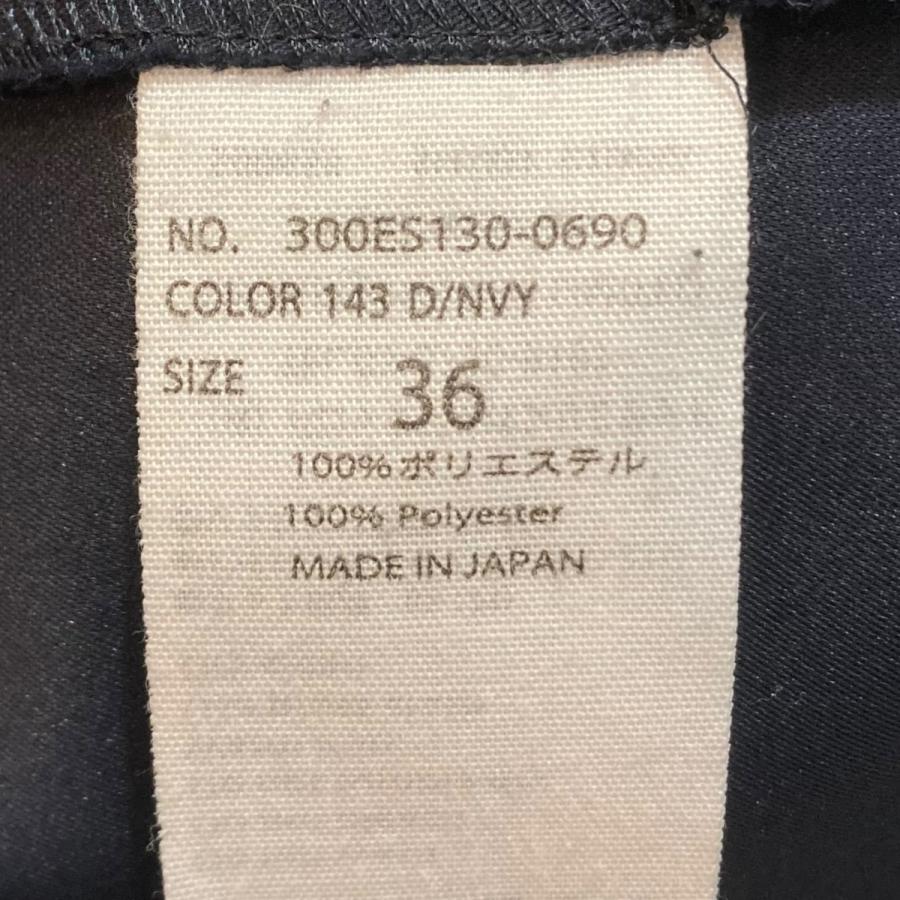 NO. 300ES130-0690
COLOR 143 D/NVY
SIZE 36
100%ポリエステル
100% Polyester
MADE IN JAPAN